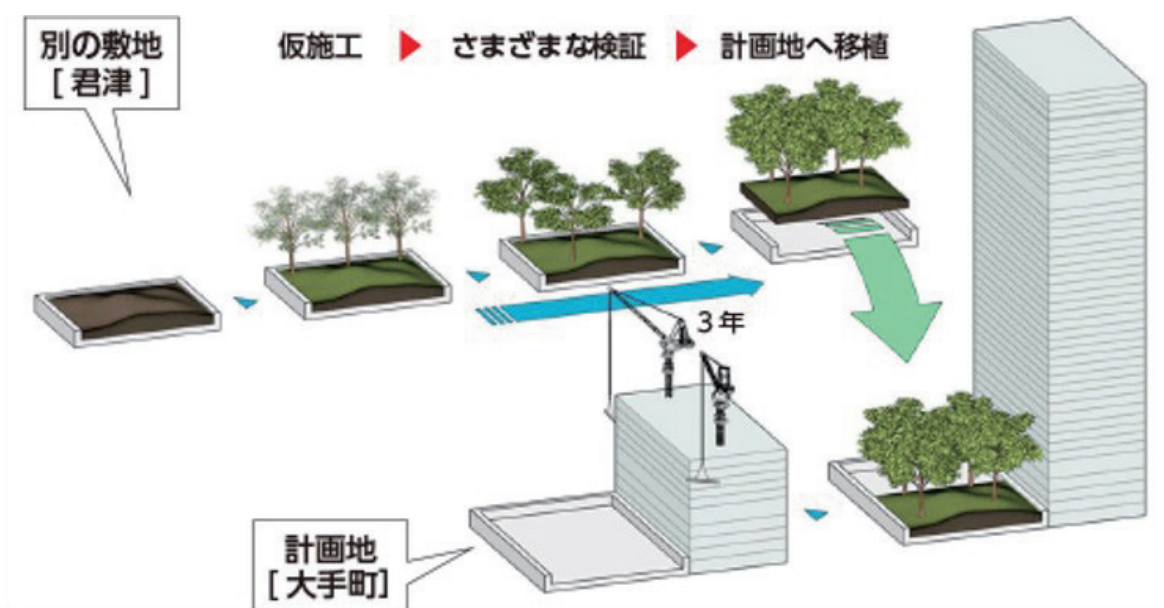 別の敷地
[ 君津 ]
仮施工 ▶ さまざまな検証 ▶ 計画地へ移植
3年
計画地
[ 大手町]